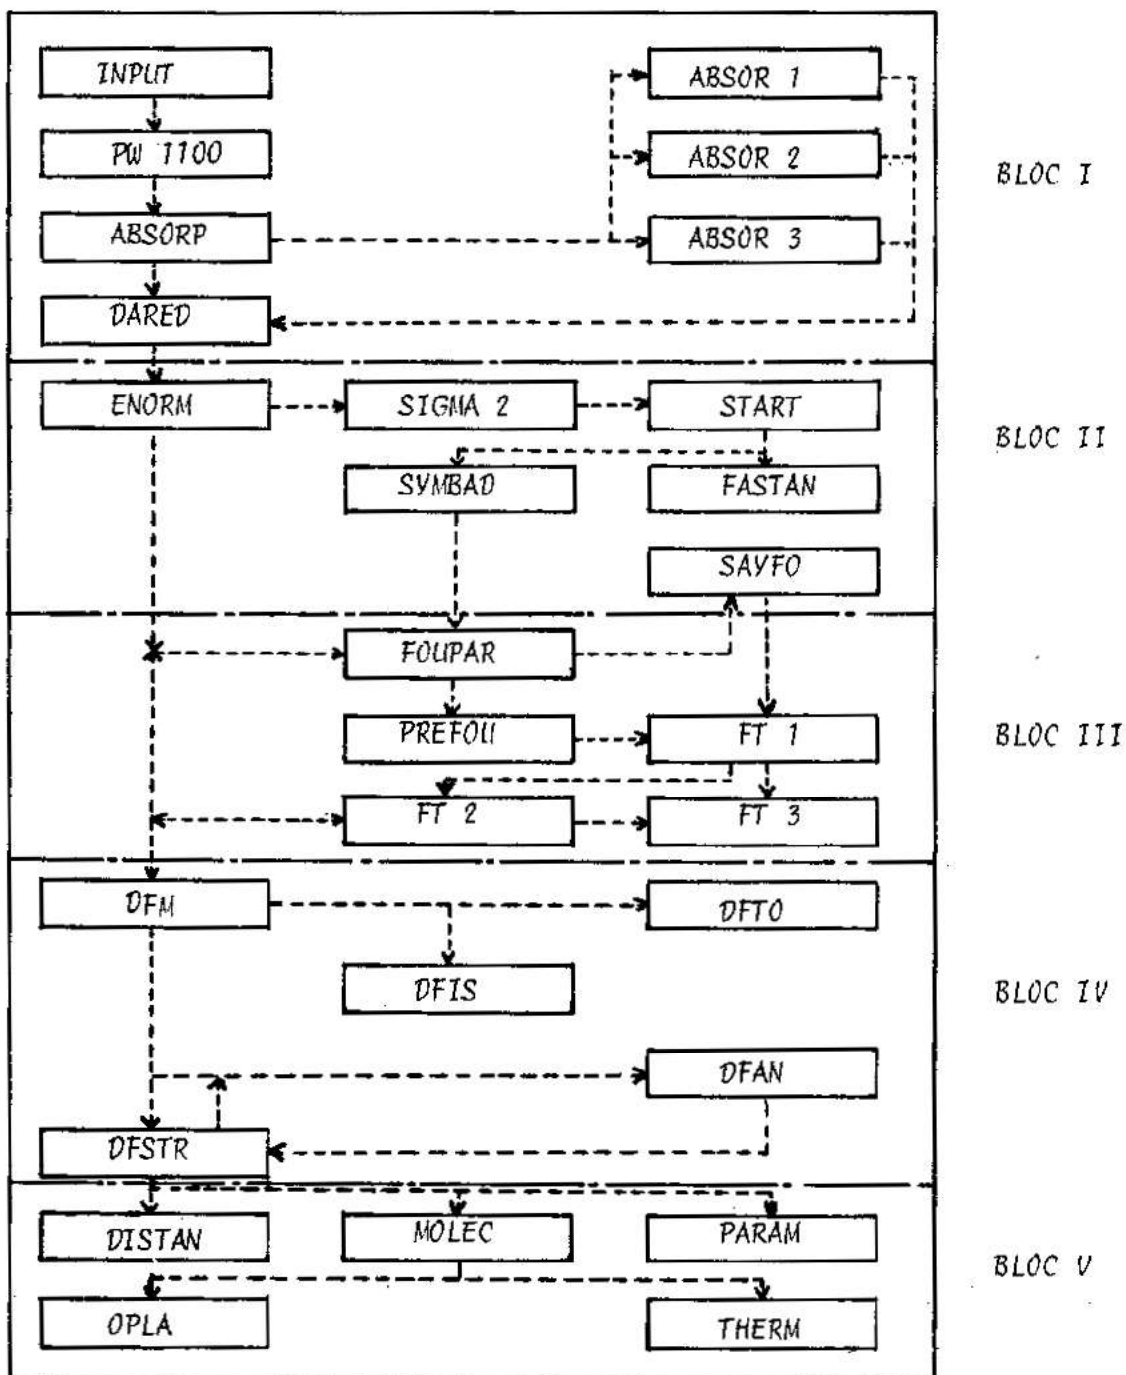 INPUT
ABSOR 1
PW 1100
ABSOR 2
BLOC I
ABSORP
ABSOR 3
DARED
ENORM
SIGMA 2
START
BLOC II
SYMBAD
FASTAN
SAYFO
FOUPAR
PREFOU
FT 1
BLOC III
FT 2
FT 3
DFM
DFTO
DFIS
BLOC IV
DFAN
DFSTR
DISTAN
MOLEC
PARAM
BLOC V
OPLA
THERM